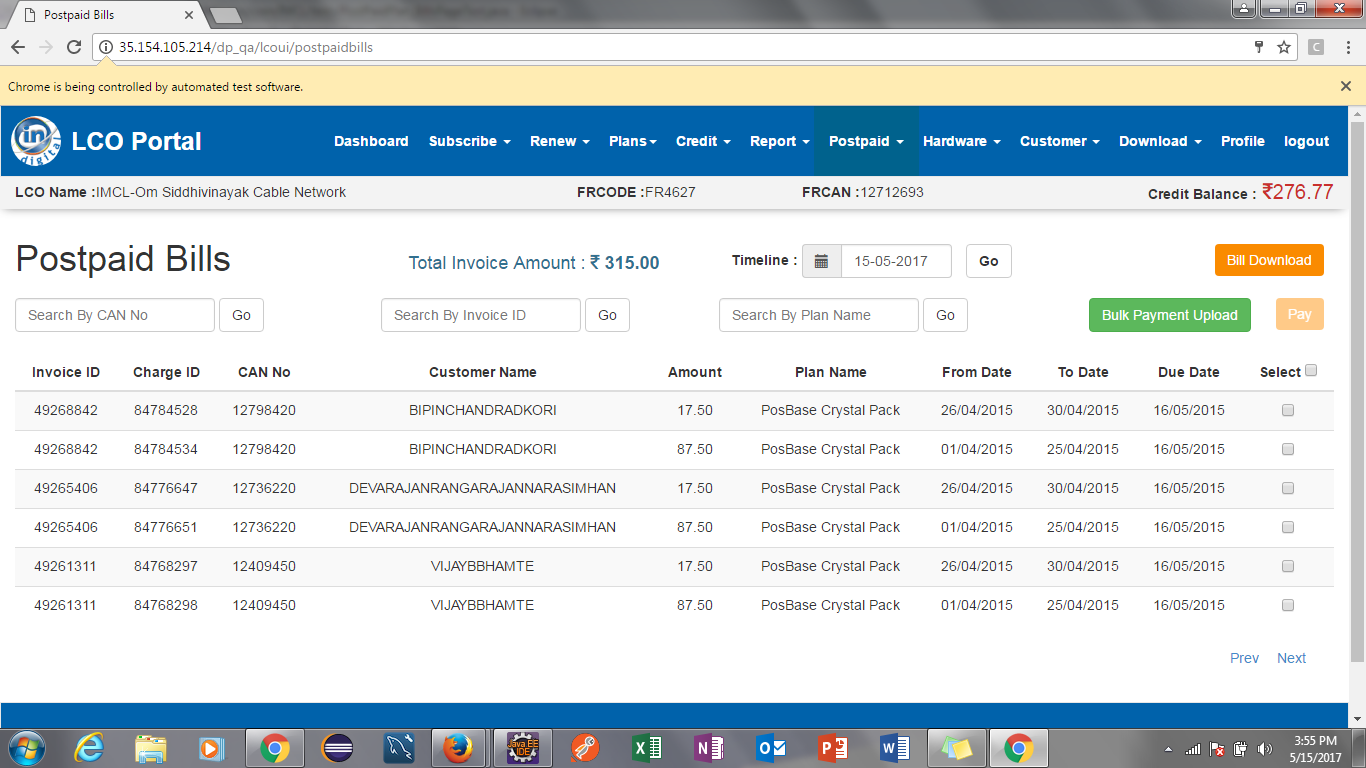 Postpaid Bills
35.154.105.214/dp_qa/lcoui/postpaidbills
C
Chrome is being controlled by automated test software.
in digital LCO Portal Dashboard Subscribe Renew Plans Credit Report Postpaid Hardware Customer Download Profile logout
LCO Name :IMCL-Om Siddhivinayak Cable Network FRCODE :FR4627 FRCAN :12712693 Credit Balance : ₹276.77
Postpaid Bills Total Invoice Amount : ₹ 315.00 Timeline : 15-05-2017 Go Bill Download
Search By CAN No Go Search By Invoice ID Go Search By Plan Name Go Bulk Payment Upload Pay
Invoice ID Charge ID CAN No Customer Name Amount Plan Name From Date To Date Due Date Select
49268842 84784528 12798420 BIPINCHANDRADKORI 17.50 PosBase Crystal Pack 26/04/2015 30/04/2015 16/05/2015
49268842 84784534 12798420 BIPINCHANDRADKORI 87.50 PosBase Crystal Pack 01/04/2015 25/04/2015 16/05/2015
49265406 84776647 12736220 DEVARAJANRANGARAJANNARASIMHAN 17.50 PosBase Crystal Pack 26/04/2015 30/04/2015 16/05/2015
49265406 84776651 12736220 DEVARAJANRANGARAJANNARASIMHAN 87.50 PosBase Crystal Pack 01/04/2015 25/04/2015 16/05/2015
49261311 84768297 12409450 VIJAYBBHAMTE 17.50 PosBase Crystal Pack 26/04/2015 30/04/2015 16/05/2015
49261311 84768298 12409450 VIJAYBBHAMTE 87.50 PosBase Crystal Pack 01/04/2015 25/04/2015 16/05/2015
Prev Next
Java EE IDE
3:55 PM
5/15/2017